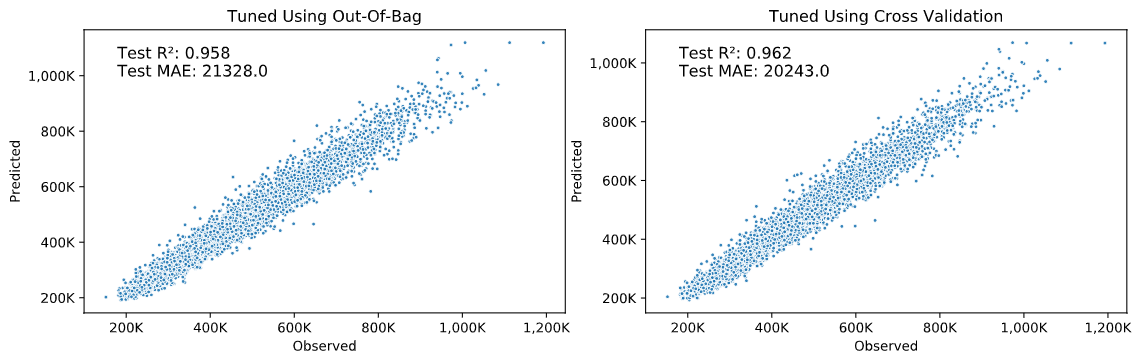 Tuned Using Out-Of-Bag
Test R²: 0.958
Test MAE: 21328.0
1,000K
800K
600K
400K
200K
Predicted
200K 400K 600K 800K 1,000K 1,200K
Observed
Tuned Using Cross Validation
Test R²: 0.962
Test MAE: 20243.0
1,000K
800K
600K
400K
200K
Predicted
200K 400K 600K 800K 1,000K 1,200K
Observed